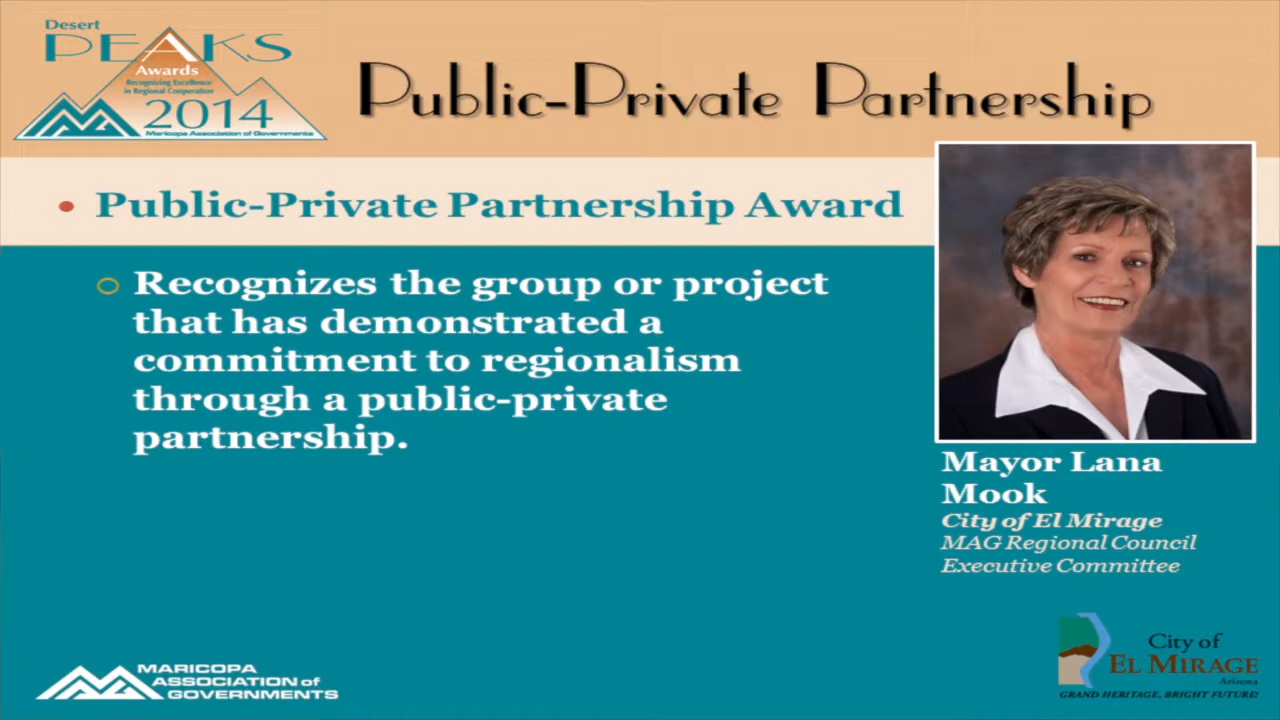 Desert
PEAKS
Awards
Recognizing Excellence
in Regional Cooperation
2014
Maricopa Association of Governments
Public-Private Partnership
• Public-Private Partnership Award
Recognizes the group or project
that has demonstrated a
commitment to regionalism
through a public-private
partnership.
Mayor Lana
Mook
City of El Mirage
MAG Regional Council
Executive Committee
MARICOPA
ASSOCIATION of
GOVERNMENTS
City of
EL MIRAGE
Arizona
GRAND HERITAGE, BRIGHT FUTURE!